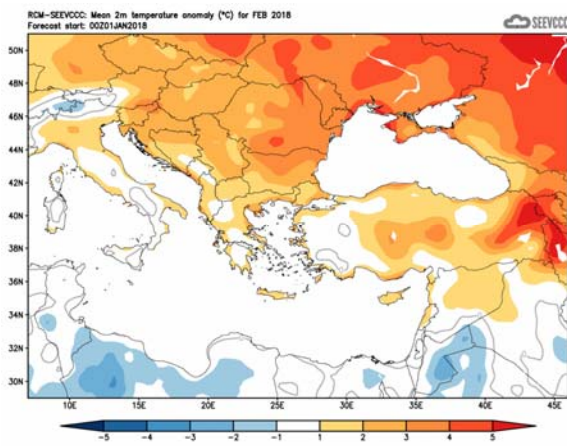 RCM-SEEVCCC: Mean 2m temperature anomaly (°C) for FEB 2018
Forecast start: 00Z01JAN2018
SEEVCCC
50N
48N
46N
44N
42N
40N
38N
36N
34N
32N
30N
10E 15E 20E 25E 30E 35E 40E 45E
-5 -4 -3 -2 -1 1 2 3 4 5